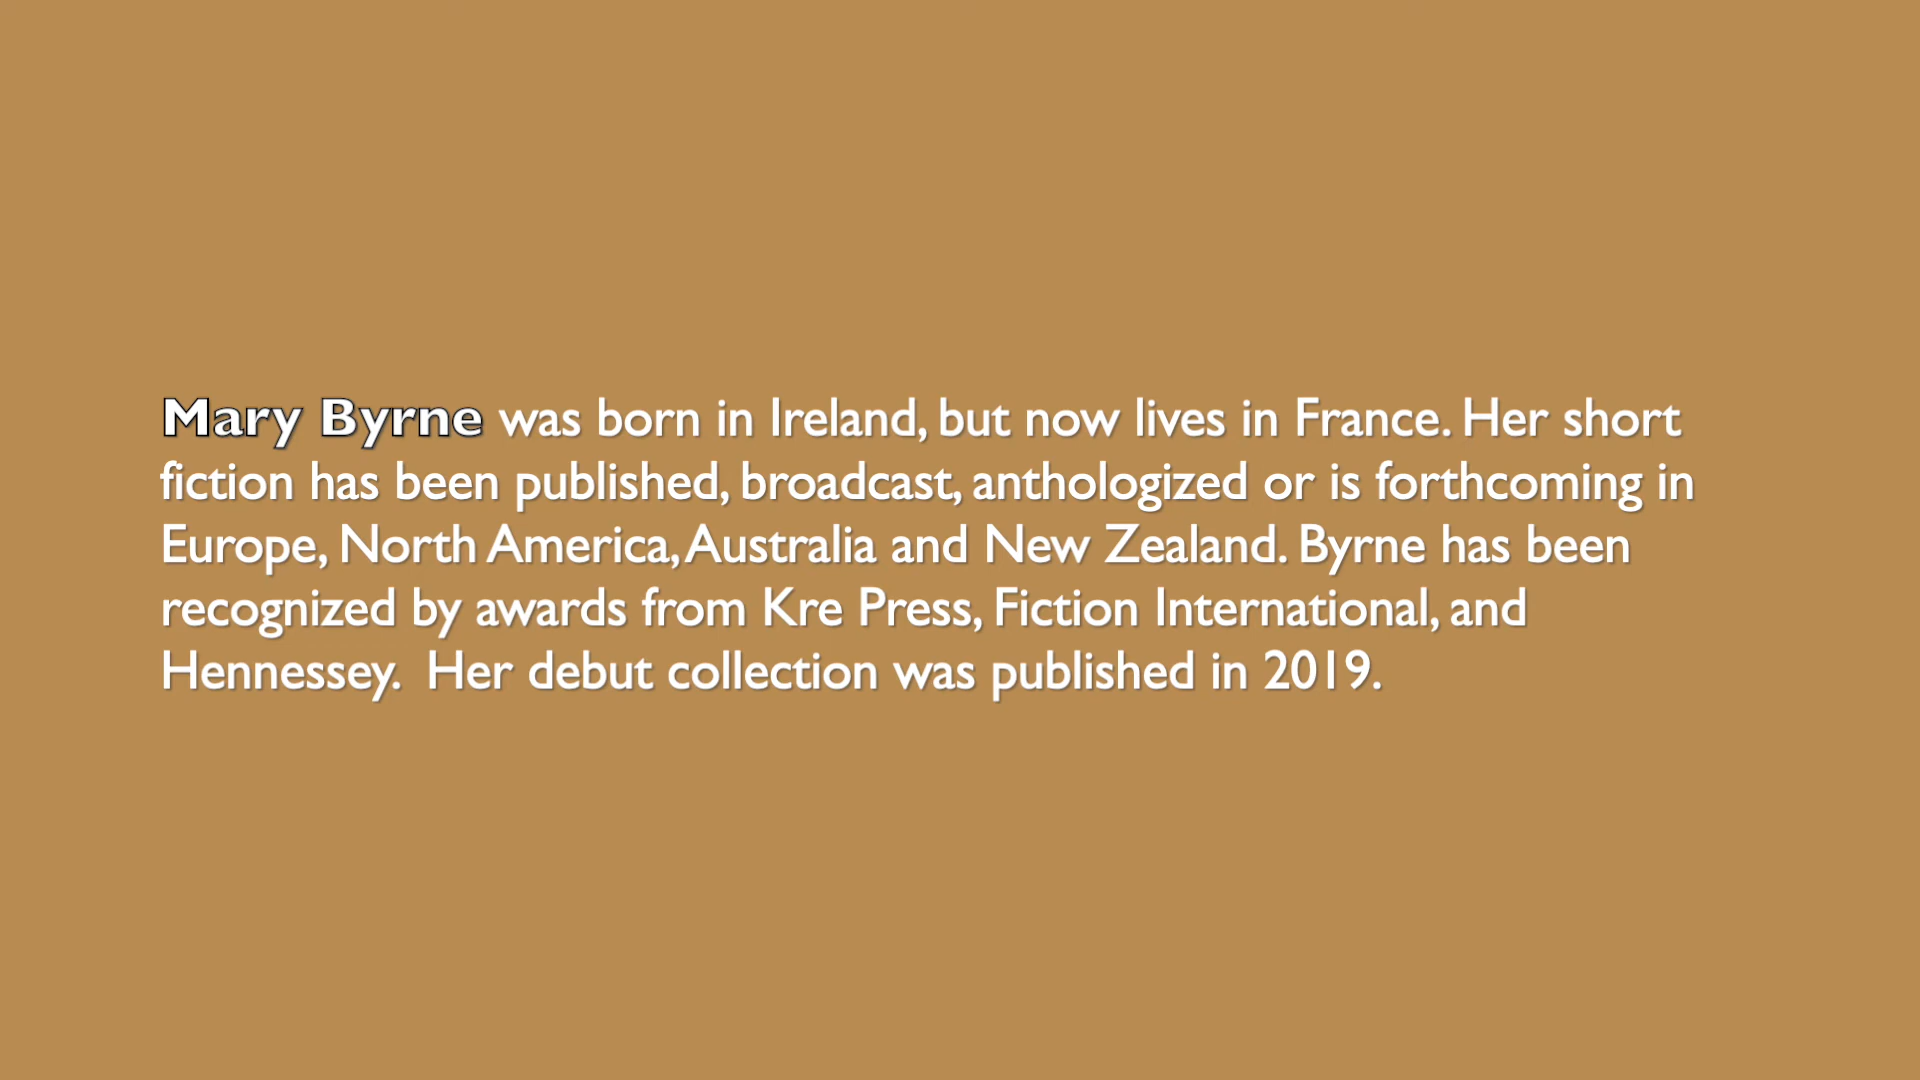 Mary Byrne was born in Ireland, but now lives in France. Her short
fiction has been published, broadcast, anthologized or is forthcoming in
Europe, North America, Australia and New Zealand. Byrne has been
recognized by awards from Kre Press, Fiction International, and
Hennessey.  Her debut collection was published in 2019.